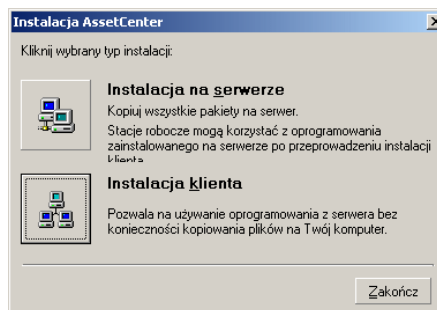 Instalacja AssetCenter
Kliknij wybrany typ instalacji:
Instalacja na serwerze
Kopiuj wszystkie pakiety na serwer.
Stacje robocze mogą korzystać z oprogramowania
zainstalowanego na serwerze po przeprowadzeniu instalacji
klienta
Instalacja klienta
Pozwala na używanie oprogramowania z serwera bez
konieczności kopiowania plików na Twój komputer.
Zakończ